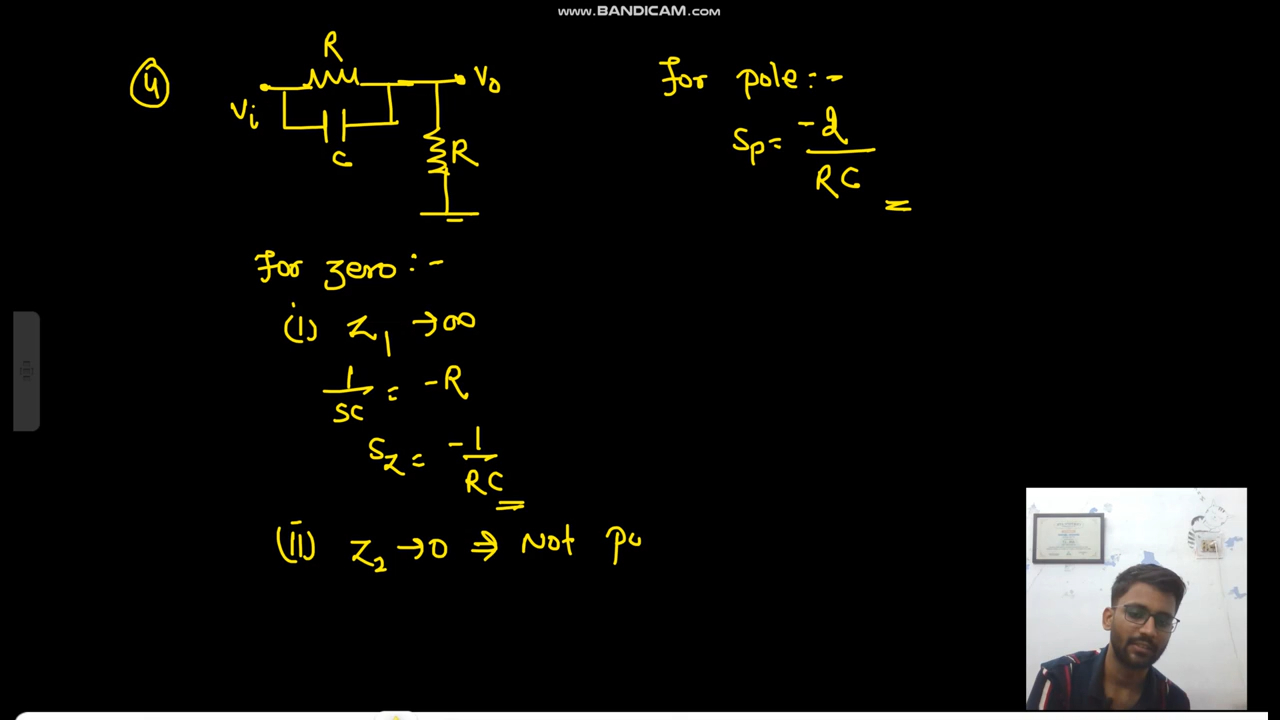 www.BANDICAM.com
(4)
R
Vi
Vo
C
R
For zero :-
(i) Z1 → ∞
1/SC = -R
Sz = -1/RC
(ii) Z2 → 0 ⇒ Not po
For pole :-
Sp = -2/RC